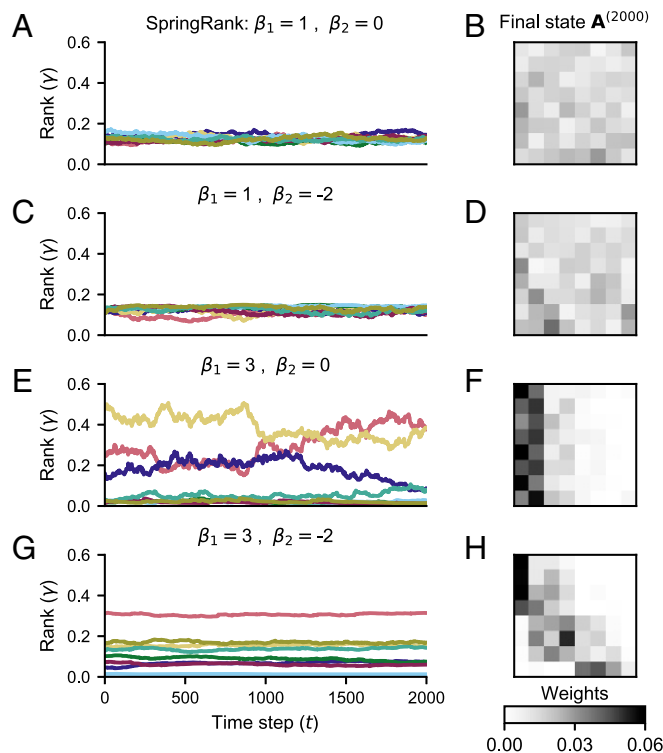 A
SpringRank: β₁ = 1 , β₂ = 0
B
Final state A⁽²⁰⁰⁰⁾
Rank (γ)
0.6
0.4
0.2
0.0
C
β₁ = 1 , β₂ = -2
D
Rank (γ)
0.6
0.4
0.2
0.0
E
β₁ = 3 , β₂ = 0
F
Rank (γ)
0.6
0.4
0.2
0.0
G
β₁ = 3 , β₂ = -2
H
Rank (γ)
0.6
0.4
0.2
0.0
0 500 1000 1500 2000
Time step (t)
Weights
0.00 0.03 0.06